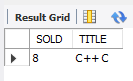 Result Grid
SOLD TITLE
8 C++ C